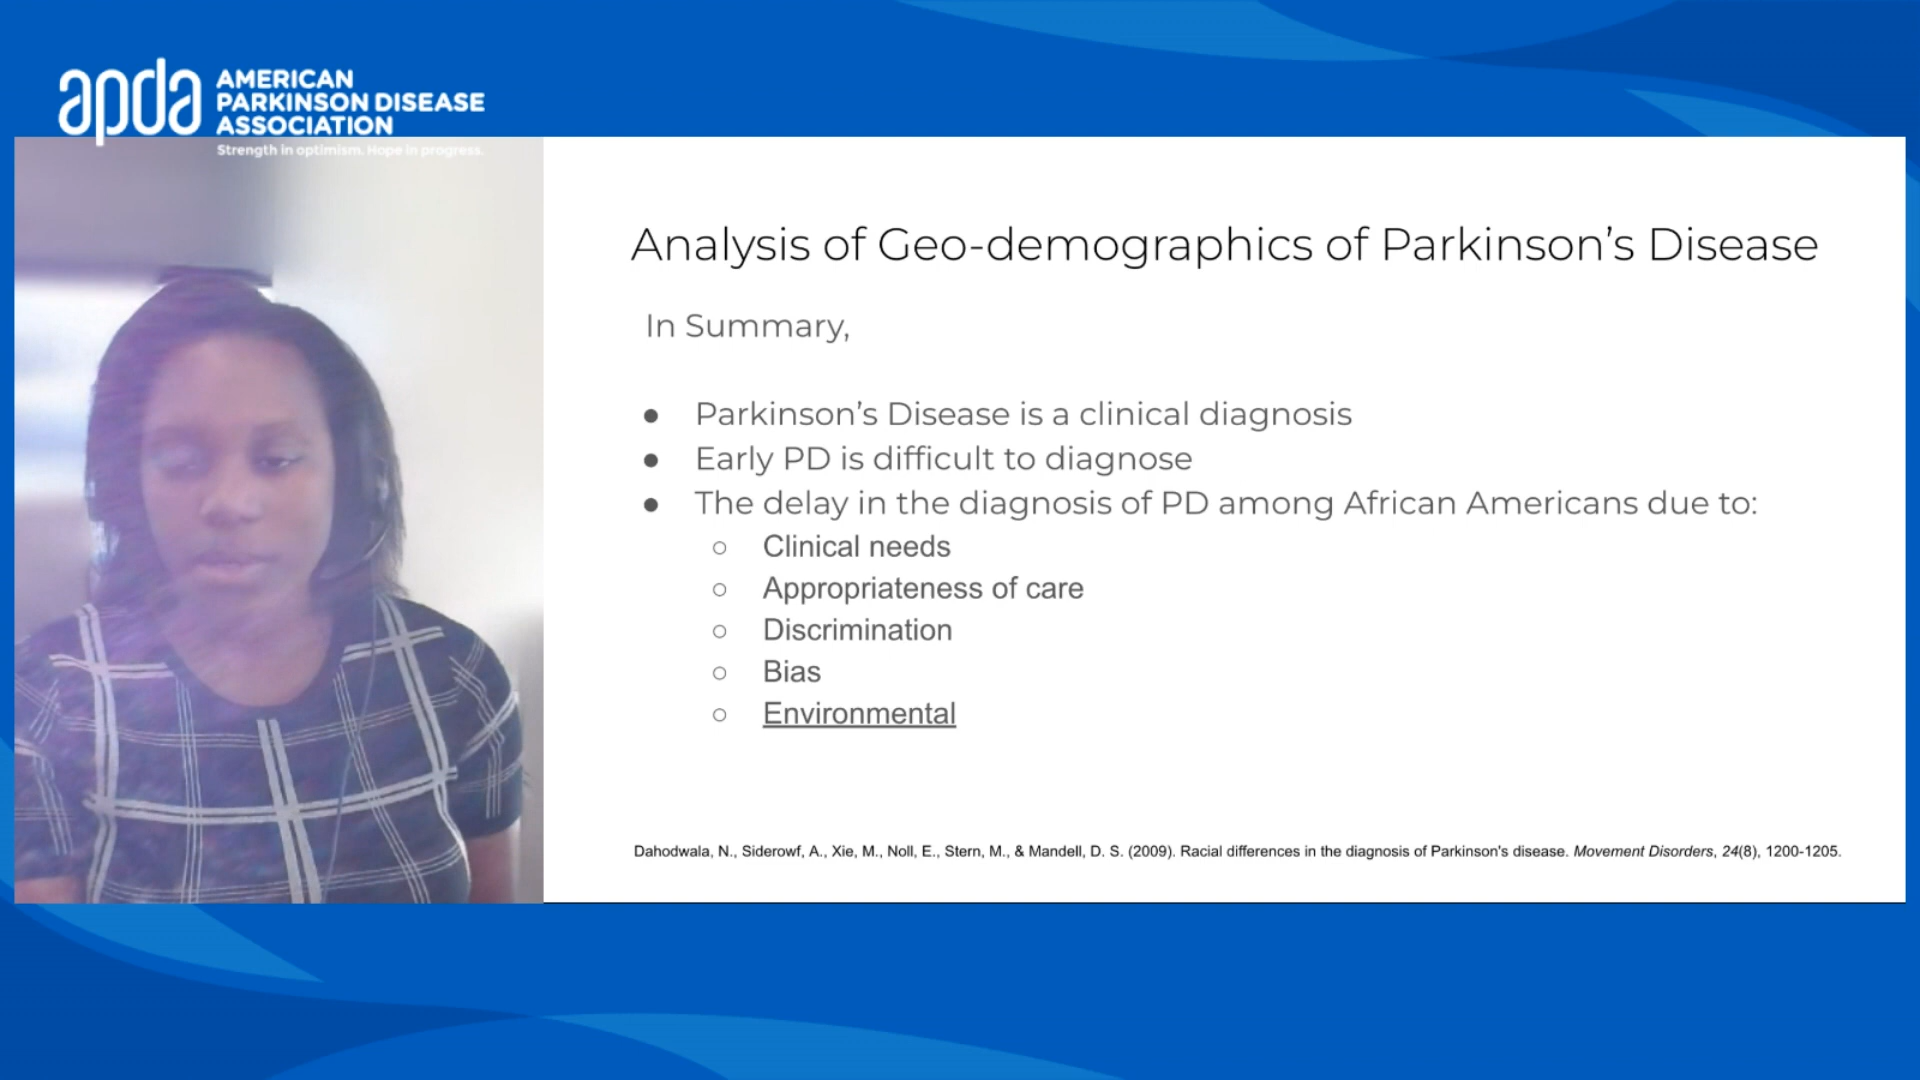 apda
AMERICAN
PARKINSON DISEASE
ASSOCIATION
Strength in optimism. Hope in progress.
Analysis of Geo-demographics of Parkinson's Disease
In Summary,
● Parkinson's Disease is a clinical diagnosis
● Early PD is difficult to diagnose
● The delay in the diagnosis of PD among African Americans due to:
○ Clinical needs
○ Appropriateness of care
○ Discrimination
○ Bias
○ Environmental
Dahodwala, N., Siderowf, A., Xie, M., Noll, E., Stern, M., & Mandell, D. S. (2009). Racial differences in the diagnosis of Parkinson's disease. Movement Disorders, 24(8), 1200-1205.